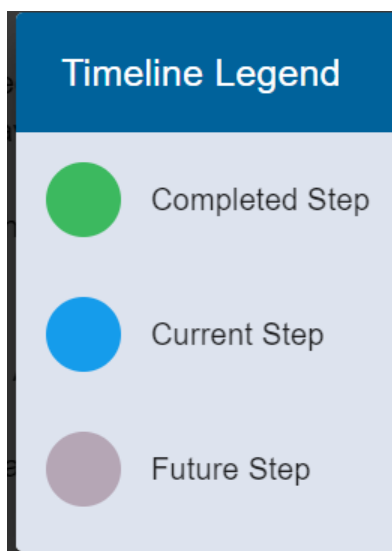 Timeline Legend
Completed Step
Current Step
Future Step